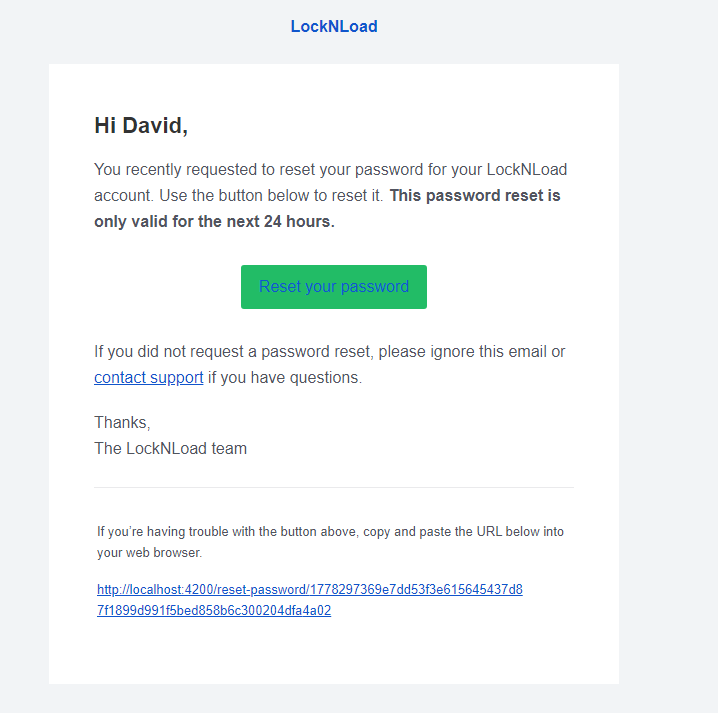 LockNLoad
Hi David,
You recently requested to reset your password for your LockNLoad
account. Use the button below to reset it. This password reset is
only valid for the next 24 hours.
Reset your password
If you did not request a password reset, please ignore this email or
contact support if you have questions.
Thanks,
The LockNLoad team
If you’re having trouble with the button above, copy and paste the URL below into
your web browser.
http://localhost:4200/reset-password/1778297369e7dd53f3e615645437d8
7f1899d991f5bed858b6c300204dfa4a02